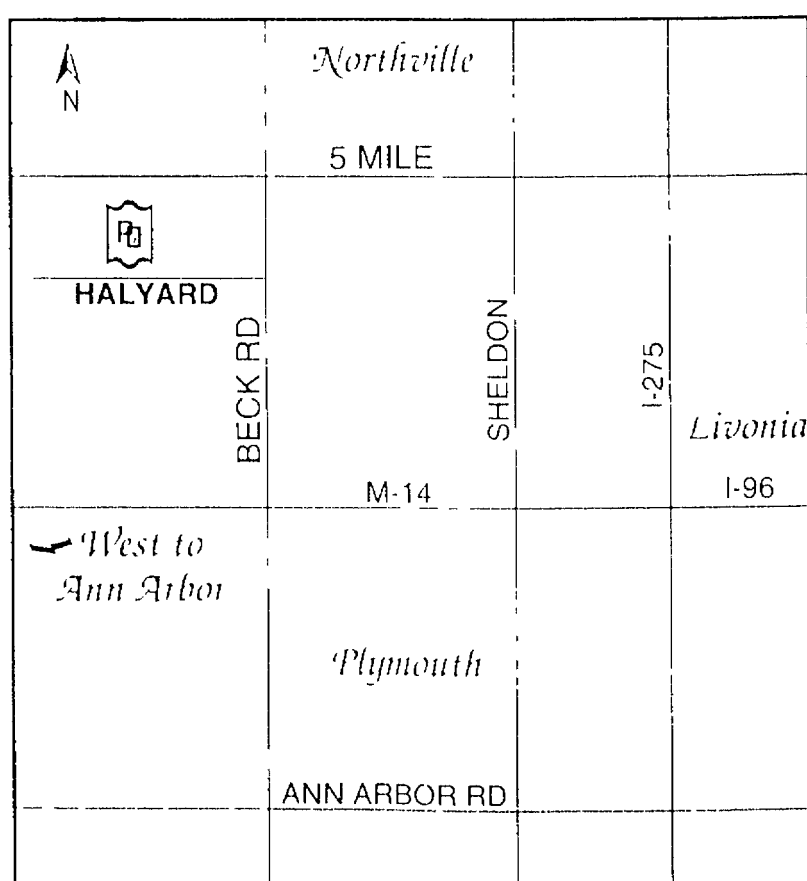 Northville
N
5 MILE
HALYARD
BECK RD
SHELDON
I-275
Livonia
M-14
I-96
West to
Ann Arbor
Plymouth
ANN ARBOR RD